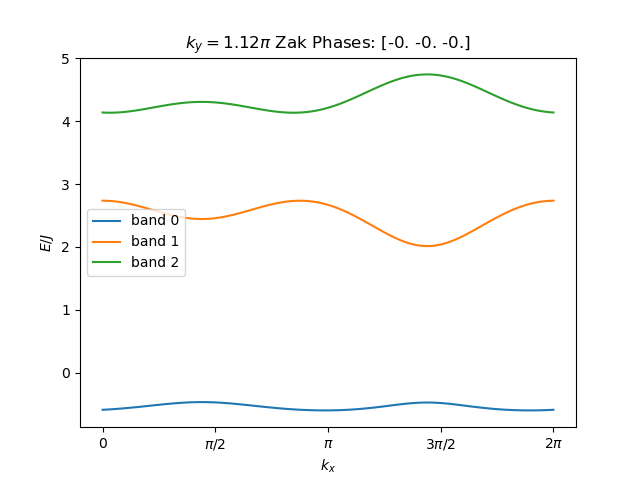 $k_y = 1.12\pi$ Zak Phases: [-0. -0. -0.]
5
4
3
2
1
0
E/J
band 0
band 1
band 2
0 π/2 π 3π/2 2π
$k_x$